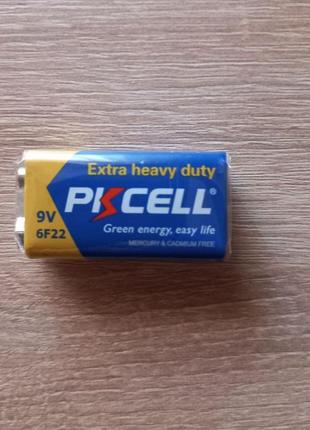 Extra heavy duty
PKCELL®
9V
6F22
Green energy, easy life
MERCURY & CADMIUM FREE